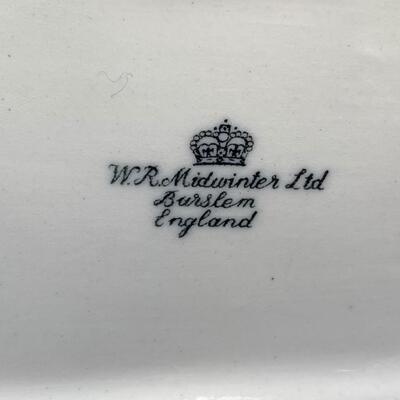 W.R. Midwinter Ltd
Burslem
England